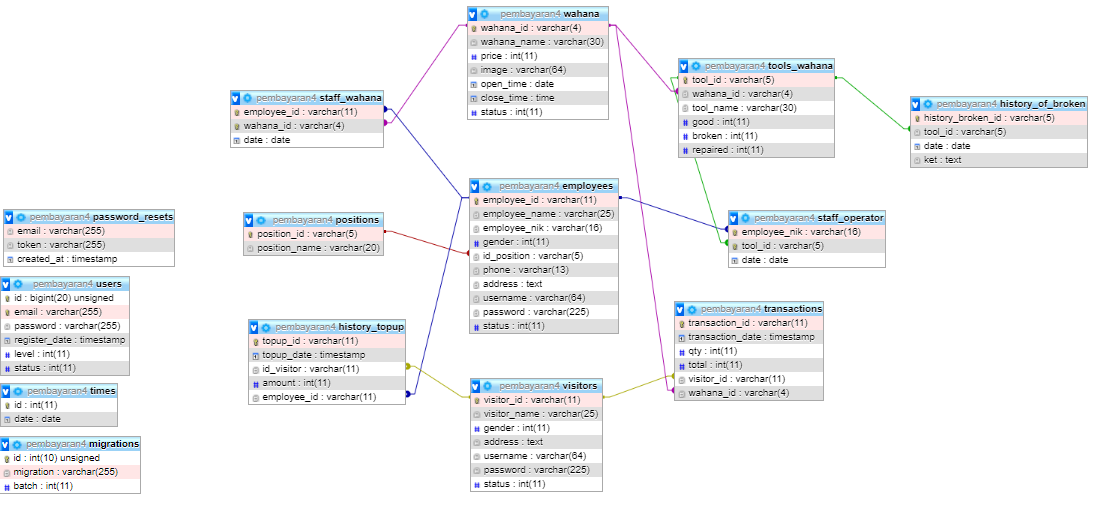 pembayaran4 wahana
wahana_id : varchar(4)
wahana_name : varchar(30)
price : int(11)
image : varchar(64)
open_time : date
close_time : time
status : int(11)
pembayaran4 tools_wahana
tool_id : varchar(5)
wahana_id : varchar(4)
tool_name : varchar(30)
good : int(11)
broken : int(11)
repaired : int(11)
pembayaran4 history_of_broken
history_broken_id : varchar(5)
tool_id : varchar(5)
date : date
ket : text
pembayaran4 staff_wahana
employee_id : varchar(11)
wahana_id : varchar(4)
date : date
pembayaran4 employees
employee_id : varchar(11)
employee_name : varchar(25)
employee_nik : varchar(16)
gender : int(11)
id_position : varchar(5)
phone : varchar(13)
address : text
username : varchar(64)
password : varchar(225)
status : int(11)
pembayaran4 positions
position_id : varchar(5)
position_name : varchar(20)
pembayaran4 staff_operator
employee_nik : varchar(16)
tool_id : varchar(5)
date : date
pembayaran4 password_resets
email : varchar(255)
token : varchar(255)
created_at : timestamp
pembayaran4 users
id : bigint(20) unsigned
email : varchar(255)
password : varchar(255)
register_date : timestamp
level : int(11)
status : int(11)
pembayaran4 history_topup
topup_id : varchar(11)
topup_date : timestamp
id_visitor : varchar(11)
amount : int(11)
employee_id : varchar(11)
pembayaran4 transactions
transaction_id : varchar(11)
transaction_date : timestamp
qty : int(11)
total : int(11)
visitor_id : varchar(11)
wahana_id : varchar(4)
pembayaran4 visitors
visitor_id : varchar(11)
visitor_name : varchar(25)
gender : int(11)
address : text
username : varchar(64)
password : varchar(225)
status : int(11)
pembayaran4 times
id : int(11)
date : date
pembayaran4 migrations
id : int(10) unsigned
migration : varchar(255)
batch : int(11)